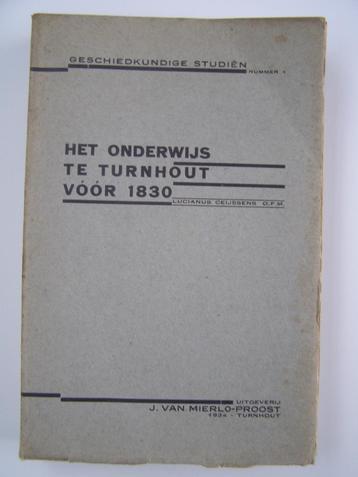 GESCHIEDKUNDIGE STUDIËN
NUMMER 1
HET ONDERWIJS
TE TURNHOUT
VÓÓR 1830
LUCIANUS CEIJSSENS O.F.M.
UITGEVERIJ
J. VAN MIERLO-PROOST
1934 - TURNHOUT